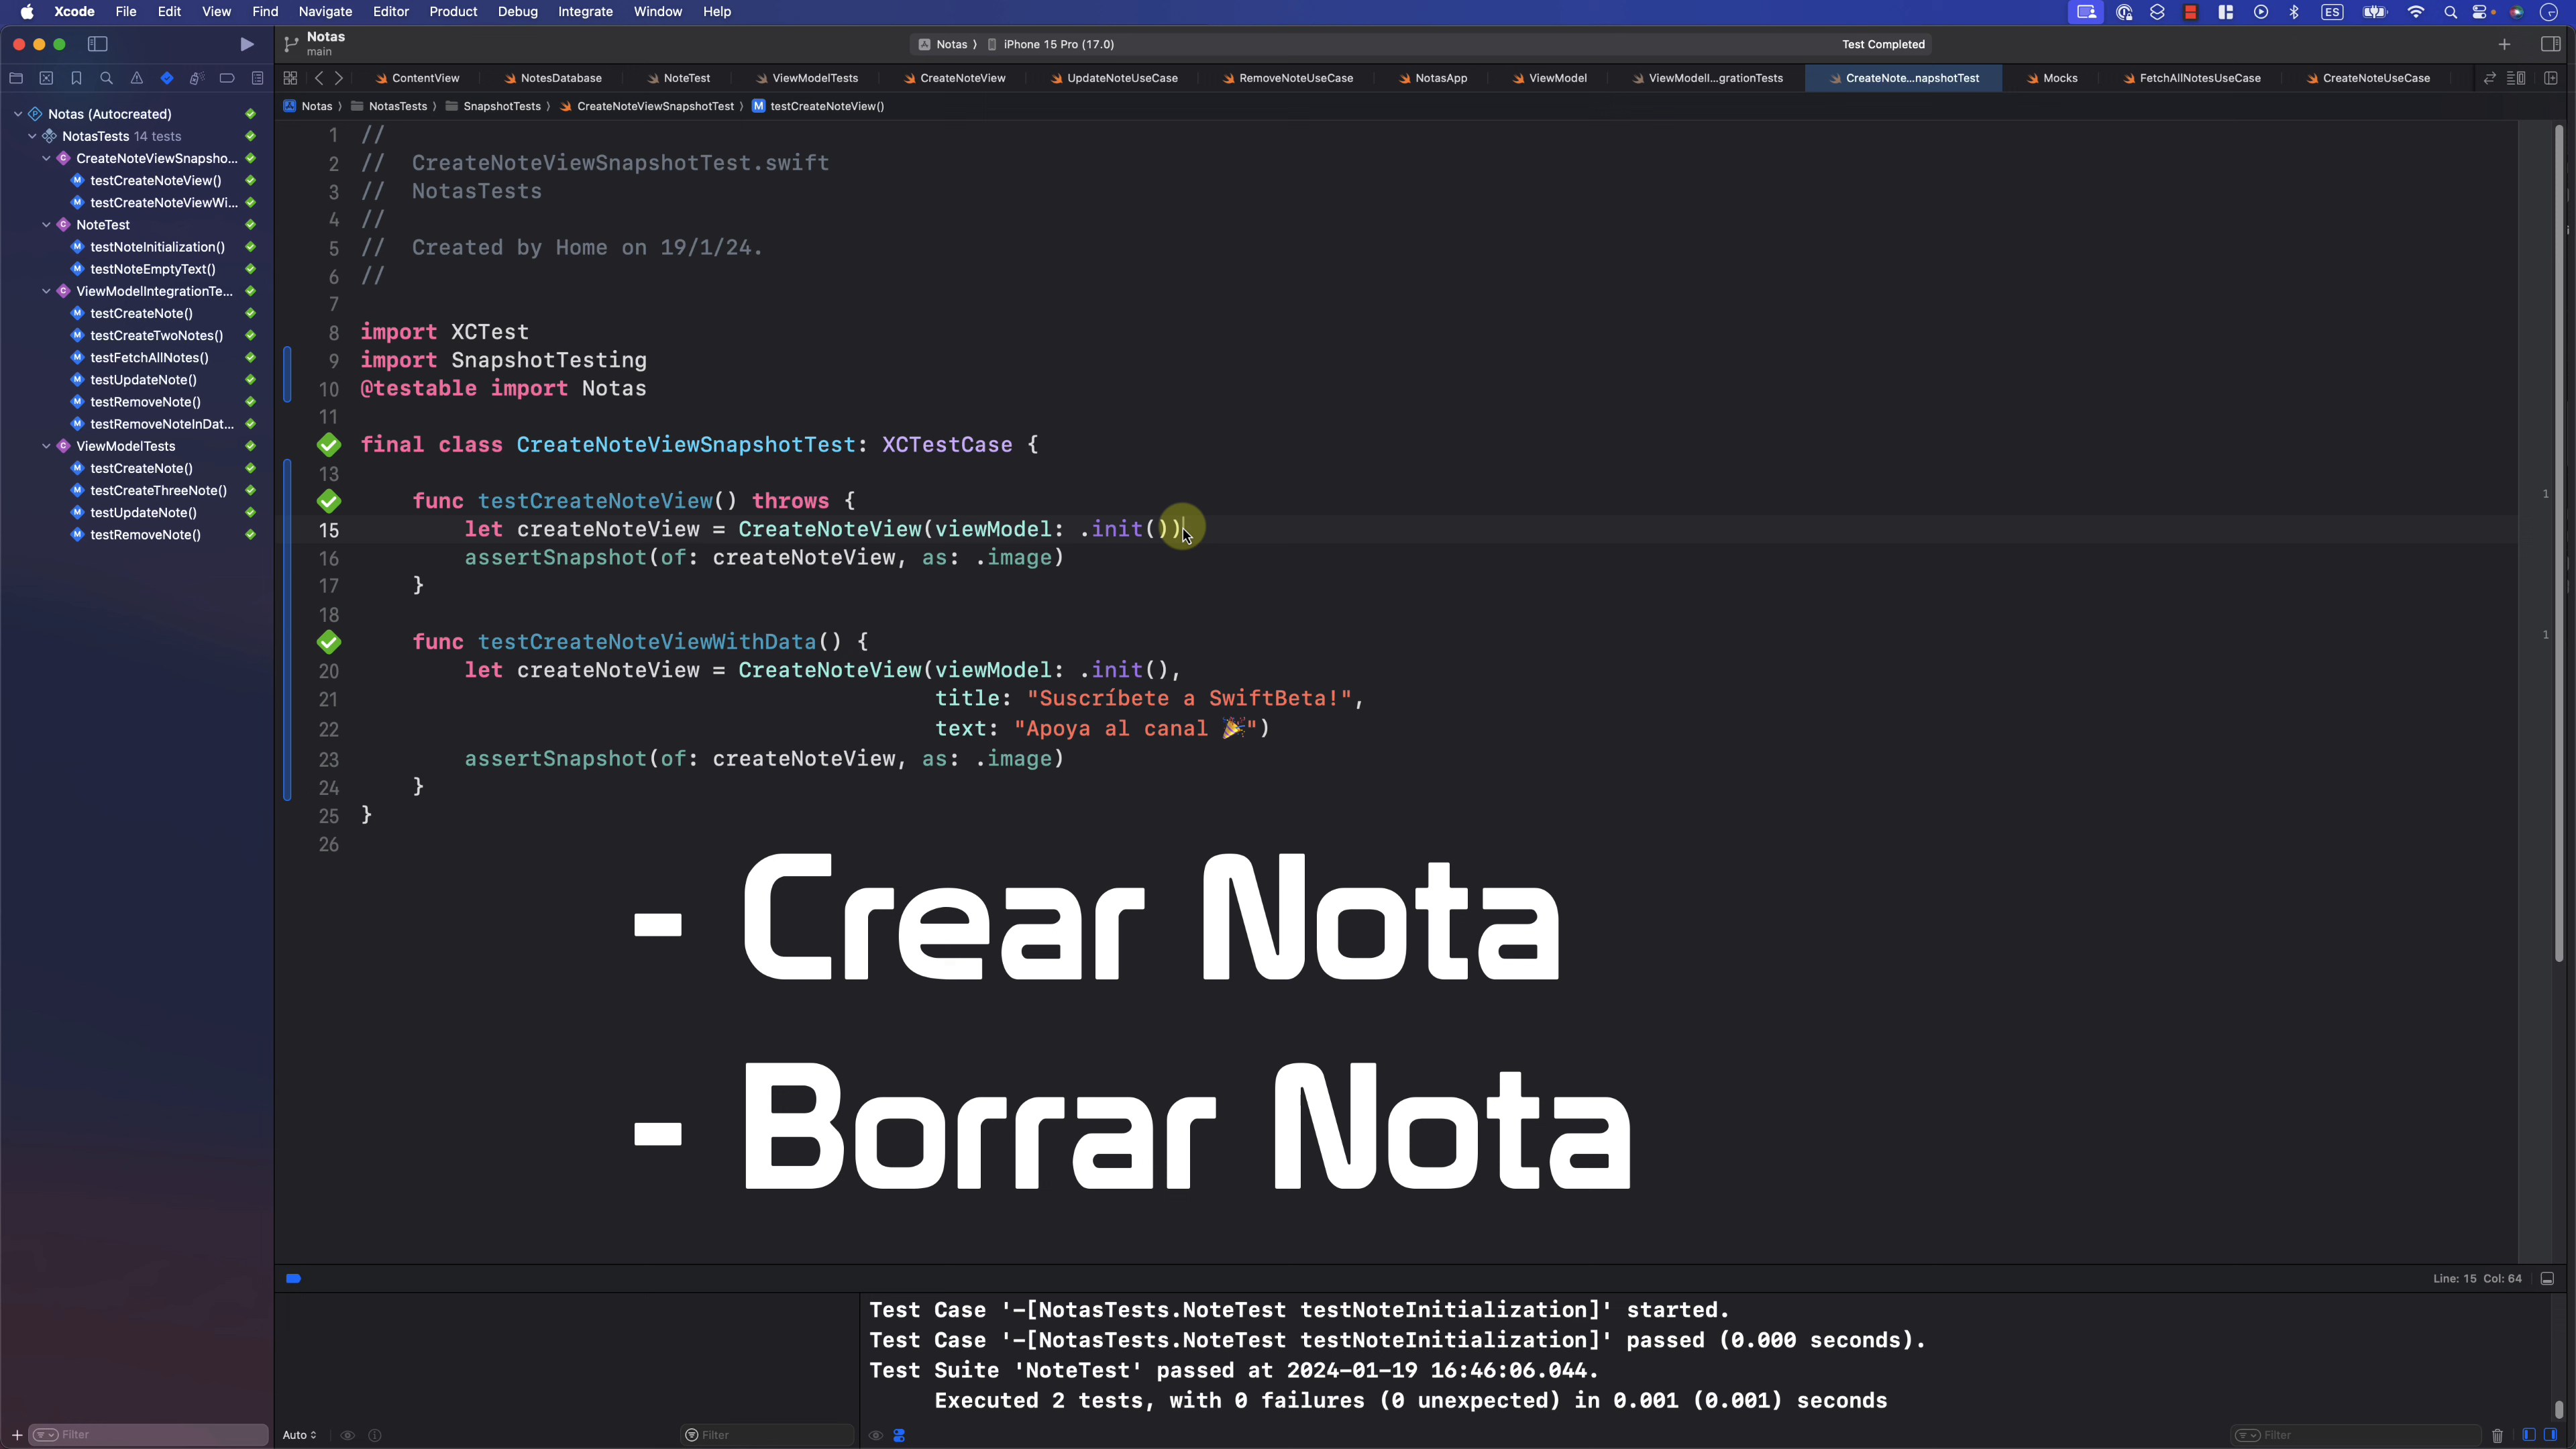 Xcode File Edit View Find Navigate Editor Product Debug Integrate Window Help
ES
Notas
main
Notas 〉 iPhone 15 Pro (17.0)
Test Completed
ContentView NotesDatabase NoteTest ViewModelTests CreateNoteView UpdateNoteUseCase RemoveNoteUseCase NotasApp ViewModel ViewModelI...grationTests CreateNote...napshotTest Mocks FetchAllNotesUseCase CreateNoteUseCase
Notas 〉 NotasTests 〉 SnapshotTests 〉 CreateNoteViewSnapshotTest 〉 M testCreateNoteView()
Notas (Autocreated)
NotasTests 14 tests
C CreateNoteViewSnapsho...
M testCreateNoteView()
M testCreateNoteViewWi...
C NoteTest
M testNoteInitialization()
M testNoteEmptyText()
C ViewModelIntegrationTe...
M testCreateNote()
M testCreateTwoNotes()
M testFetchAllNotes()
M testUpdateNote()
M testRemoveNote()
M testRemoveNoteInDat...
C ViewModelTests
M testCreateNote()
M testCreateThreeNote()
M testUpdateNote()
M testRemoveNote()
Filter
1 //
2 //  CreateNoteViewSnapshotTest.swift
3 //  NotasTests
4 //
5 //  Created by Home on 19/1/24.
6 //
7
8 import XCTest
9 import SnapshotTesting
10 @testable import Notas
11
final class CreateNoteViewSnapshotTest: XCTestCase {
13
func testCreateNoteView() throws {
15 let createNoteView = CreateNoteView(viewModel: .init())
16 assertSnapshot(of: createNoteView, as: .image)
17 }
18
func testCreateNoteViewWithData() {
20 let createNoteView = CreateNoteView(viewModel: .init(),
21 title: "Suscríbete a SwiftBeta!",
22 text: "Apoya al canal 🎉")
23 assertSnapshot(of: createNoteView, as: .image)
24 }
25 }
26
1
1
- Crear Nota
- Borrar Nota
Line: 15 Col: 64
Test Case '-[NotasTests.NoteTest testNoteInitialization]' started.
Test Case '-[NotasTests.NoteTest testNoteInitialization]' passed (0.000 seconds).
Test Suite 'NoteTest' passed at 2024-01-19 16:46:06.044.
Executed 2 tests, with 0 failures (0 unexpected) in 0.001 (0.001) seconds
Auto
Filter
Filter